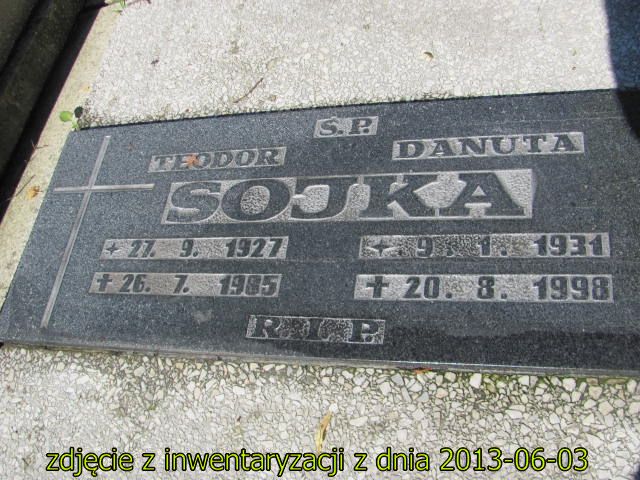 Ś.P.
TEODOR DANUTA
SOJKA
+ 27. 9. 1927 + 9. 1. 1931
✝ 26. 7. 1985 ✝ 20. 8. 1998
R.I.P.
zdjęcie z inwentaryzacji z dnia 2013-06-03